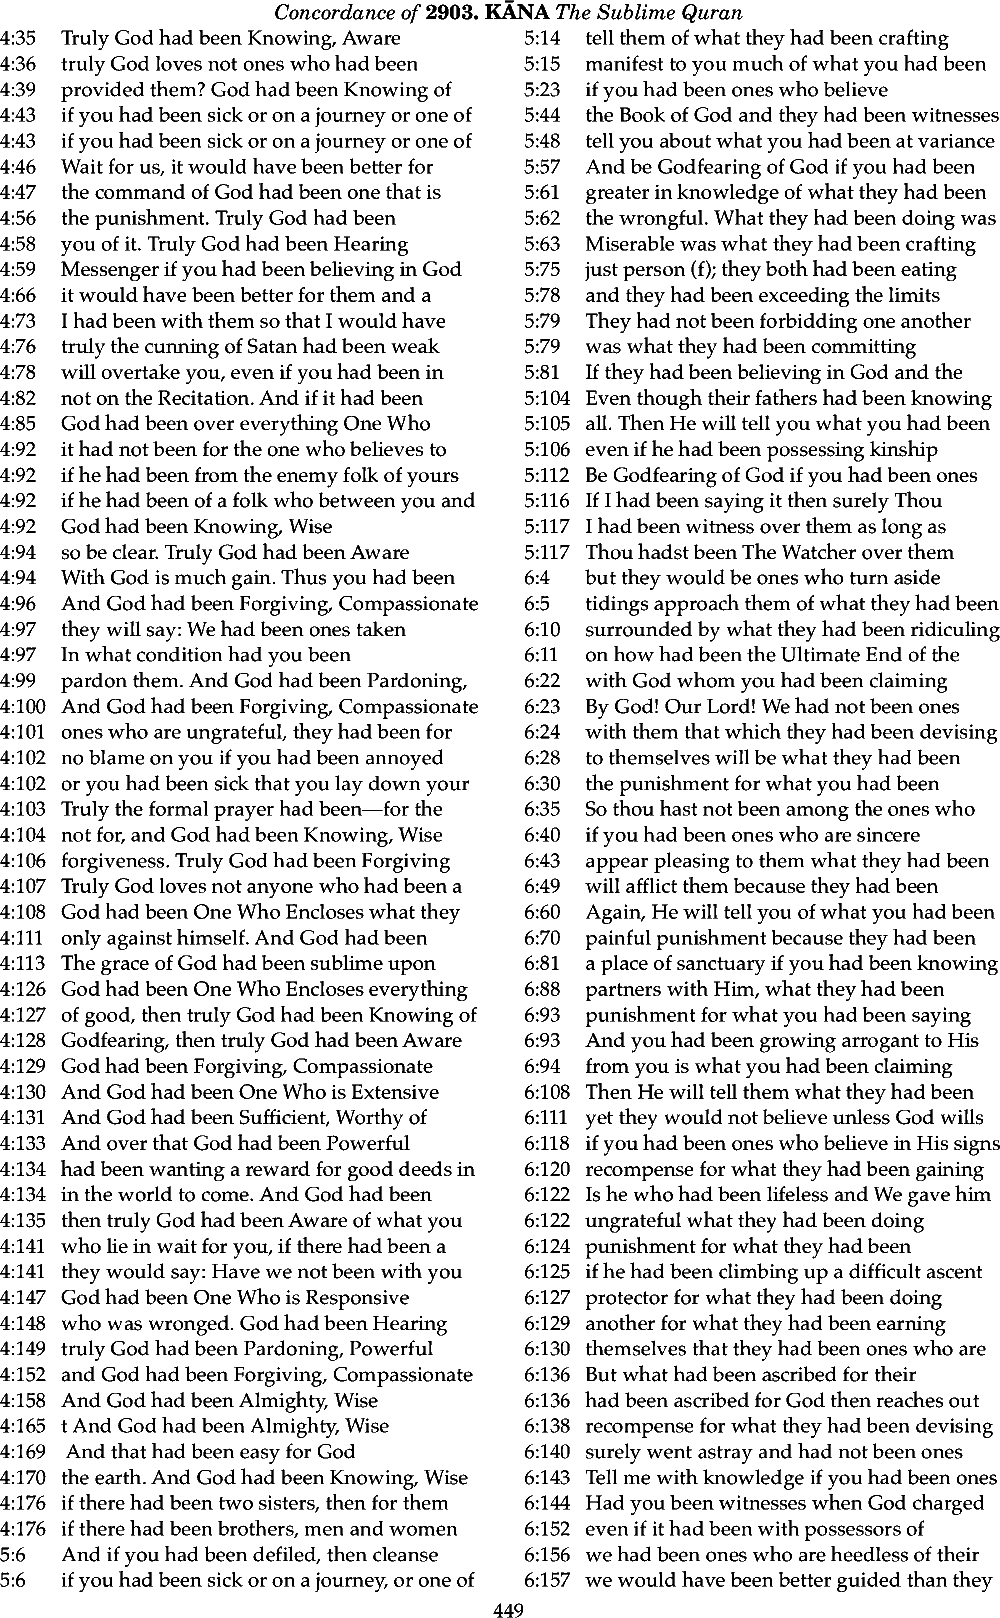 Concordance of 2903. KĀNA The Sublime Quran
4:35 Truly God had been Knowing, Aware
4:36 truly God loves not ones who had been
4:39 provided them? God had been Knowing of
4:43 if you had been sick or on a journey or one of
4:43 if you had been sick or on a journey or one of
4:46 Wait for us, it would have been better for
4:47 the command of God had been one that is
4:56 the punishment. Truly God had been
4:58 you of it. Truly God had been Hearing
4:59 Messenger if you had been believing in God
4:66 it would have been better for them and a
4:73 I had been with them so that I would have
4:76 truly the cunning of Satan had been weak
4:78 will overtake you, even if you had been in
4:82 not on the Recitation. And if it had been
4:85 God had been over everything One Who
4:92 it had not been for the one who believes to
4:92 if he had been from the enemy folk of yours
4:92 if he had been of a folk who between you and
4:92 God had been Knowing, Wise
4:94 so be clear. Truly God had been Aware
4:94 With God is much gain. Thus you had been
4:96 And God had been Forgiving, Compassionate
4:97 they will say: We had been ones taken
4:97 In what condition had you been
4:99 pardon them. And God had been Pardoning,
4:100 And God had been Forgiving, Compassionate
4:101 ones who are ungrateful, they had been for
4:102 no blame on you if you had been annoyed
4:102 or you had been sick that you lay down your
4:103 Truly the formal prayer had been—for the
4:104 not for, and God had been Knowing, Wise
4:106 forgiveness. Truly God had been Forgiving
4:107 Truly God loves not anyone who had been a
4:108 God had been One Who Encloses what they
4:111 only against himself. And God had been
4:113 The grace of God had been sublime upon
4:126 God had been One Who Encloses everything
4:127 of good, then truly God had been Knowing of
4:128 Godfearing, then truly God had been Aware
4:129 God had been Forgiving, Compassionate
4:130 And God had been One Who is Extensive
4:131 And God had been Sufficient, Worthy of
4:133 And over that God had been Powerful
4:134 had been wanting a reward for good deeds in
4:134 in the world to come. And God had been
4:135 then truly God had been Aware of what you
4:141 who lie in wait for you, if there had been a
4:141 they would say: Have we not been with you
4:147 God had been One Who is Responsive
4:148 who was wronged. God had been Hearing
4:149 truly God had been Pardoning, Powerful
4:152 and God had been Forgiving, Compassionate
4:158 And God had been Almighty, Wise
4:165 t And God had been Almighty, Wise
4:169 And that had been easy for God
4:170 the earth. And God had been Knowing, Wise
4:176 if there had been two sisters, then for them
4:176 if there had been brothers, men and women
5:6 And if you had been defiled, then cleanse
5:6 if you had been sick or on a journey, or one of
5:14 tell them of what they had been crafting
5:15 manifest to you much of what you had been
5:23 if you had been ones who believe
5:44 the Book of God and they had been witnesses
5:48 tell you about what you had been at variance
5:57 And be Godfearing of God if you had been
5:61 greater in knowledge of what they had been
5:62 the wrongful. What they had been doing was
5:63 Miserable was what they had been crafting
5:75 just person (f); they both had been eating
5:78 and they had been exceeding the limits
5:79 They had not been forbidding one another
5:79 was what they had been committing
5:81 If they had been believing in God and the
5:104 Even though their fathers had been knowing
5:105 all. Then He will tell you what you had been
5:106 even if he had been possessing kinship
5:112 Be Godfearing of God if you had been ones
5:116 If I had been saying it then surely Thou
5:117 I had been witness over them as long as
5:117 Thou hadst been The Watcher over them
6:4 but they would be ones who turn aside
6:5 tidings approach them of what they had been
6:10 surrounded by what they had been ridiculing
6:11 on how had been the Ultimate End of the
6:22 with God whom you had been claiming
6:23 By God! Our Lord! We had not been ones
6:24 with them that which they had been devising
6:28 to themselves will be what they had been
6:30 the punishment for what you had been
6:35 So thou hast not been among the ones who
6:40 if you had been ones who are sincere
6:43 appear pleasing to them what they had been
6:49 will afflict them because they had been
6:60 Again, He will tell you of what you had been
6:70 painful punishment because they had been
6:81 a place of sanctuary if you had been knowing
6:88 partners with Him, what they had been
6:93 punishment for what you had been saying
6:93 And you had been growing arrogant to His
6:94 from you is what you had been claiming
6:108 Then He will tell them what they had been
6:111 yet they would not believe unless God wills
6:118 if you had been ones who believe in His signs
6:120 recompense for what they had been gaining
6:122 Is he who had been lifeless and We gave him
6:122 ungrateful what they had been doing
6:124 punishment for what they had been
6:125 if he had been climbing up a difficult ascent
6:127 protector for what they had been doing
6:129 another for what they had been earning
6:130 themselves that they had been ones who are
6:136 But what had been ascribed for their
6:136 had been ascribed for God then reaches out
6:138 recompense for what they had been devising
6:140 surely went astray and had not been ones
6:143 Tell me with knowledge if you had been ones
6:144 Had you been witnesses when God charged
6:152 even if it had been with possessors of
6:156 we had been ones who are heedless of their
6:157 we would have been better guided than they
449